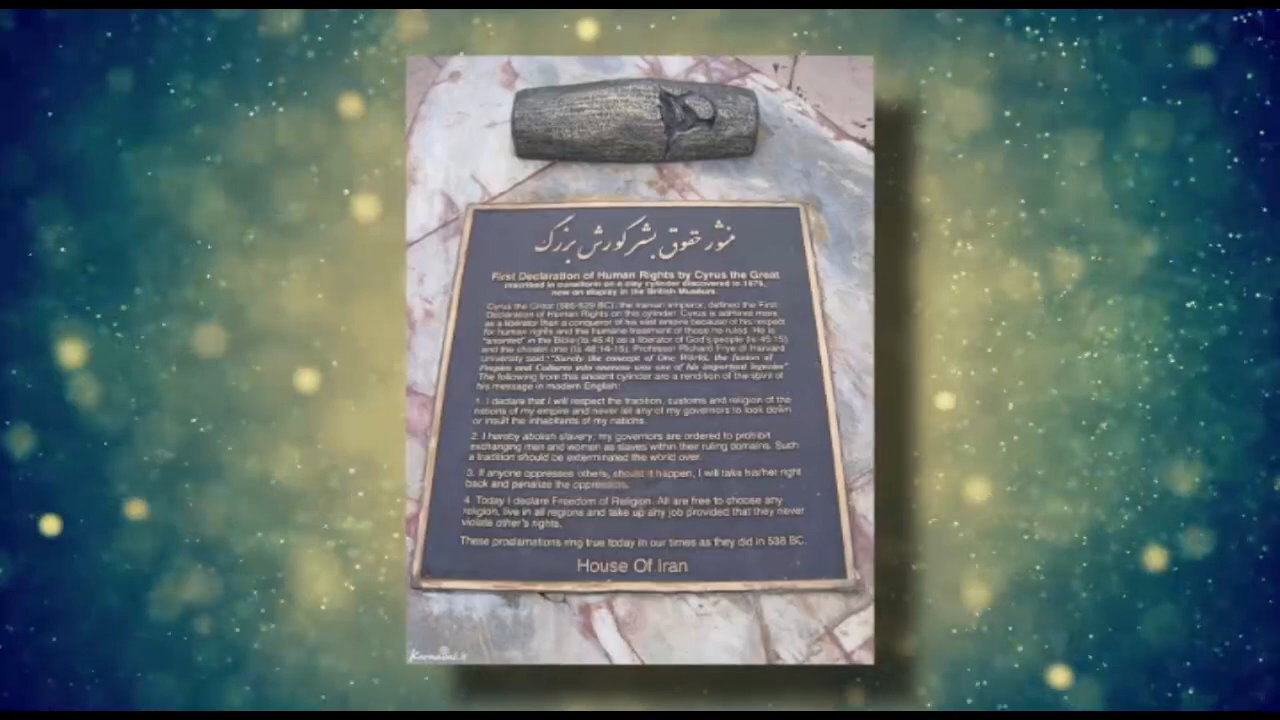 منشور حقوق بشر کورش بزرگ
First Declaration of Human Rights by Cyrus the Great
inscribed in cuneiform on a clay cylinder discovered in 1879,
now on display in the British Museum.
Cyrus the Great (585-529 BC), the Iranian emperor, defined the First
Declaration of Human Rights on this cylinder. Cyrus is admired more
as a liberator than a conqueror of his vast empire because of his respect
for human rights and the humane treatment of those he ruled. He is
"anointed" in the Bible (Is 45:4) as a liberator of God's people (Is 45:15)
and the chosen one (Is 48:14-15). Professor Richard Frye of Harvard
University said: "Surely the concept of One World, the fusion of
Peoples and Cultures into oneness was one of his important legacies"
The following from this ancient cylinder are a rendition of the spirit of
his message in modern English:
1. I declare that I will respect the tradition, customs and religion of the
nations of my empire and never let any of my governors to look down
or insult the inhabitants of my nations.
2. I hereby abolish slavery; my governors are ordered to prohibit
exchanging men and women as slaves within their ruling domains. Such
a tradition should be exterminated the world over.
3. If anyone oppresses others, should it happen, I will take his/her right
back and penalize the oppressors.
4. Today I declare Freedom of Religion. All are free to choose any
religion, live in all regions and take up any job provided that they never
violate other's rights.
These proclamations ring true today in our times as they did in 538 BC.
House Of Iran